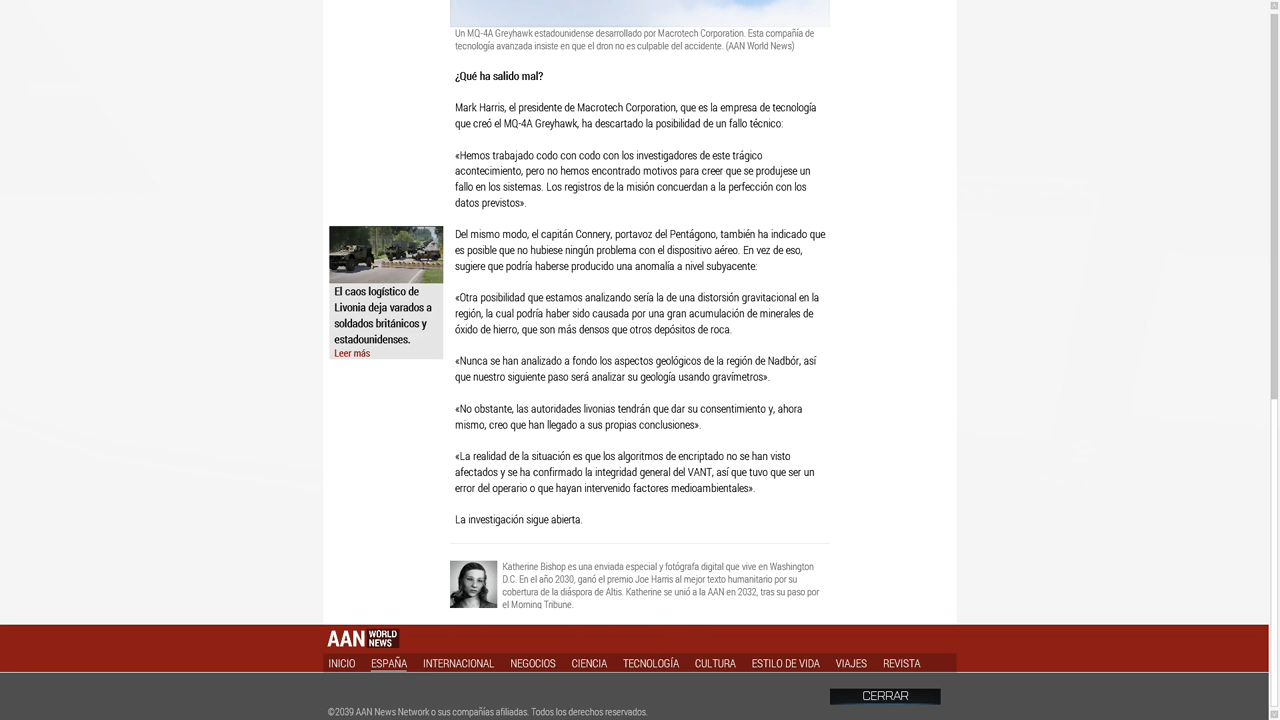 Un MQ-4A Greyhawk estadounidense desarrollado por Macrotech Corporation. Esta compañía de
tecnología avanzada insiste en que el dron no es culpable del accidente. (AAN World News)
¿Qué ha salido mal?
Mark Harris, el presidente de Macrotech Corporation, que es la empresa de tecnología
que creó el MQ-4A Greyhawk, ha descartado la posibilidad de un fallo técnico:
«Hemos trabajado codo con codo con los investigadores de este trágico
acontecimiento, pero no hemos encontrado motivos para creer que se produjese un
fallo en los sistemas. Los registros de la misión concuerdan a la perfección con los
datos previstos».
Del mismo modo, el capitán Connery, portavoz del Pentágono, también ha indicado que
es posible que no hubiese ningún problema con el dispositivo aéreo. En vez de eso,
sugiere que podría haberse producido una anomalía a nivel subyacente:
«Otra posibilidad que estamos analizando sería la de una distorsión gravitacional en la
región, la cual podría haber sido causada por una gran acumulación de minerales de
óxido de hierro, que son más densos que otros depósitos de roca.
«Nunca se han analizado a fondo los aspectos geológicos de la región de Nadbór, así
que nuestro siguiente paso será analizar su geología usando gravímetros».
«No obstante, las autoridades livonias tendrán que dar su consentimiento y, ahora
mismo, creo que han llegado a sus propias conclusiones».
«La realidad de la situación es que los algoritmos de encriptado no se han visto
afectados y se ha confirmado la integridad general del VANT, así que tuvo que ser un
error del operario o que hayan intervenido factores medioambientales».
La investigación sigue abierta.
El caos logístico de
Livonia deja varados a
soldados británicos y
estadounidenses.
Leer más
Katherine Bishop es una enviada especial y fotógrafa digital que vive en Washington
D.C. En el año 2030, ganó el premio Joe Harris al mejor texto humanitario por su
cobertura de la diáspora de Altis. Katherine se unió a la AAN en 2032, tras su paso por
el Morning Tribune.
AAN WORLD NEWS
INICIO ESPAÑA INTERNACIONAL NEGOCIOS CIENCIA TECNOLOGÍA CULTURA ESTILO DE VIDA VIAJES REVISTA
CERRAR
©2039 AAN News Network o sus compañías afiliadas. Todos los derechos reservados.